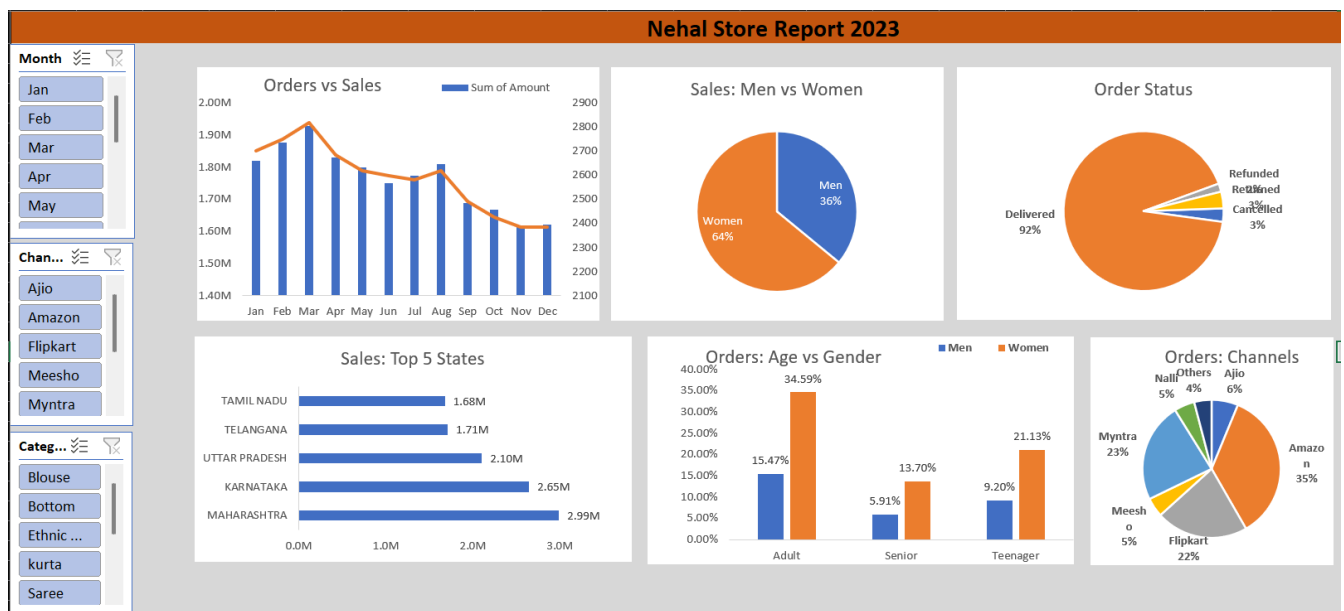 Nehal Store Report 2023
Month
Jan
Feb
Mar
Apr
May
Chan...
Ajio
Amazon
Flipkart
Meesho
Myntra
Categ...
Blouse
Bottom
Ethnic ...
kurta
Saree
Orders vs Sales
Sum of Amount
2.00M
1.90M
1.80M
1.70M
1.60M
1.50M
1.40M
2900
2800
2700
2600
2500
2400
2300
2200
2100
Jan Feb Mar Apr May Jun Jul Aug Sep Oct Nov Dec
Sales: Men vs Women
Men
36%
Women
64%
Order Status
Refunded
2%
Returned
3%
Cancelled
3%
Delivered
92%
Sales: Top 5 States
TAMIL NADU 1.68M
TELANGANA 1.71M
UTTAR PRADESH 2.10M
KARNATAKA 2.65M
MAHARASHTRA 2.99M
0.0M 1.0M 2.0M 3.0M
Orders: Age vs Gender
Men Women
40.00%
35.00%
30.00%
25.00%
20.00%
15.00%
10.00%
5.00%
0.00%
34.59%
15.47%
5.91%
13.70%
9.20%
21.13%
Adult Senior Teenager
Orders: Channels
Others
4%
Ajio
6%
Nalli
5%
Myntra
23%
Amazo
n
35%
Meesh
o
5%
Flipkart
22%